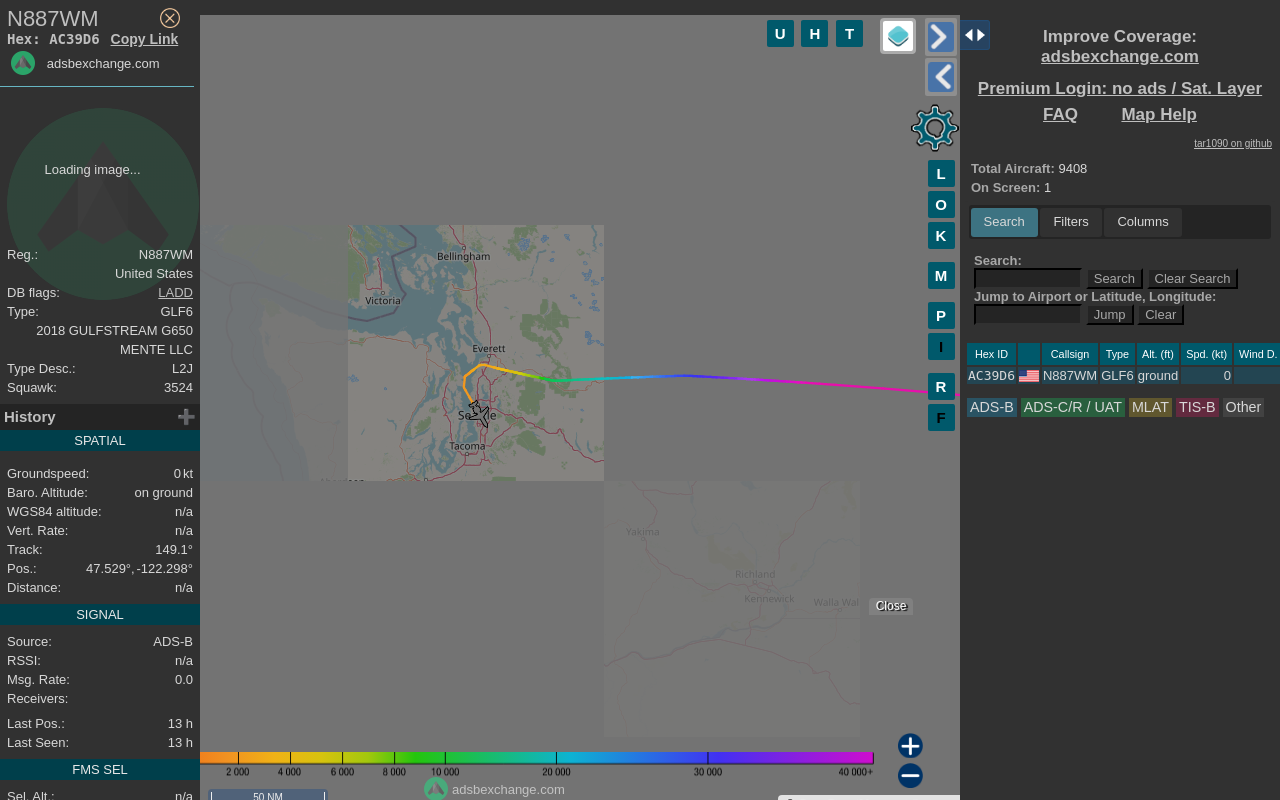 N887WM
Hex: AC39D6 Copy Link
adsbexchange.com
Loading image...
Reg.: N887WM
United States
DB flags: LADD
Type: GLF6
2018 GULFSTREAM G650
MENTE LLC
Type Desc.: L2J
Squawk: 3524
History
SPATIAL
Groundspeed: 0 kt
Baro. Altitude: on ground
WGS84 altitude: n/a
Vert. Rate: n/a
Track: 149.1°
Pos.: 47.529°, -122.298°
Distance: n/a
SIGNAL
Source: ADS-B
RSSI: n/a
Msg. Rate: 0.0
Receivers:
Last Pos.: 13 h
Last Seen: 13 h
FMS SEL
Sel. Alt.: n/a
U H T
L
O
K
M
P
I
R
F
Bellingham
Victoria
Everett
Tacoma
Yakima
Richland
Kennewick
Walla Wal
Close
2 000 4 000 6 000 8 000 10 000 20 000 30 000 40 000+
adsbexchange.com
50 NM
Improve Coverage:
adsbexchange.com
Premium Login: no ads / Sat. Layer
FAQ Map Help
tar1090 on github
Total Aircraft: 9408
On Screen: 1
Search Filters Columns
Search:
Search Clear Search
Jump to Airport or Latitude, Longitude:
Jump Clear
Hex ID Callsign Type Alt. (ft) Spd. (kt) Wind D.
AC39D6 N887WM GLF6 ground 0
ADS-B ADS-C/R / UAT MLAT TIS-B Other